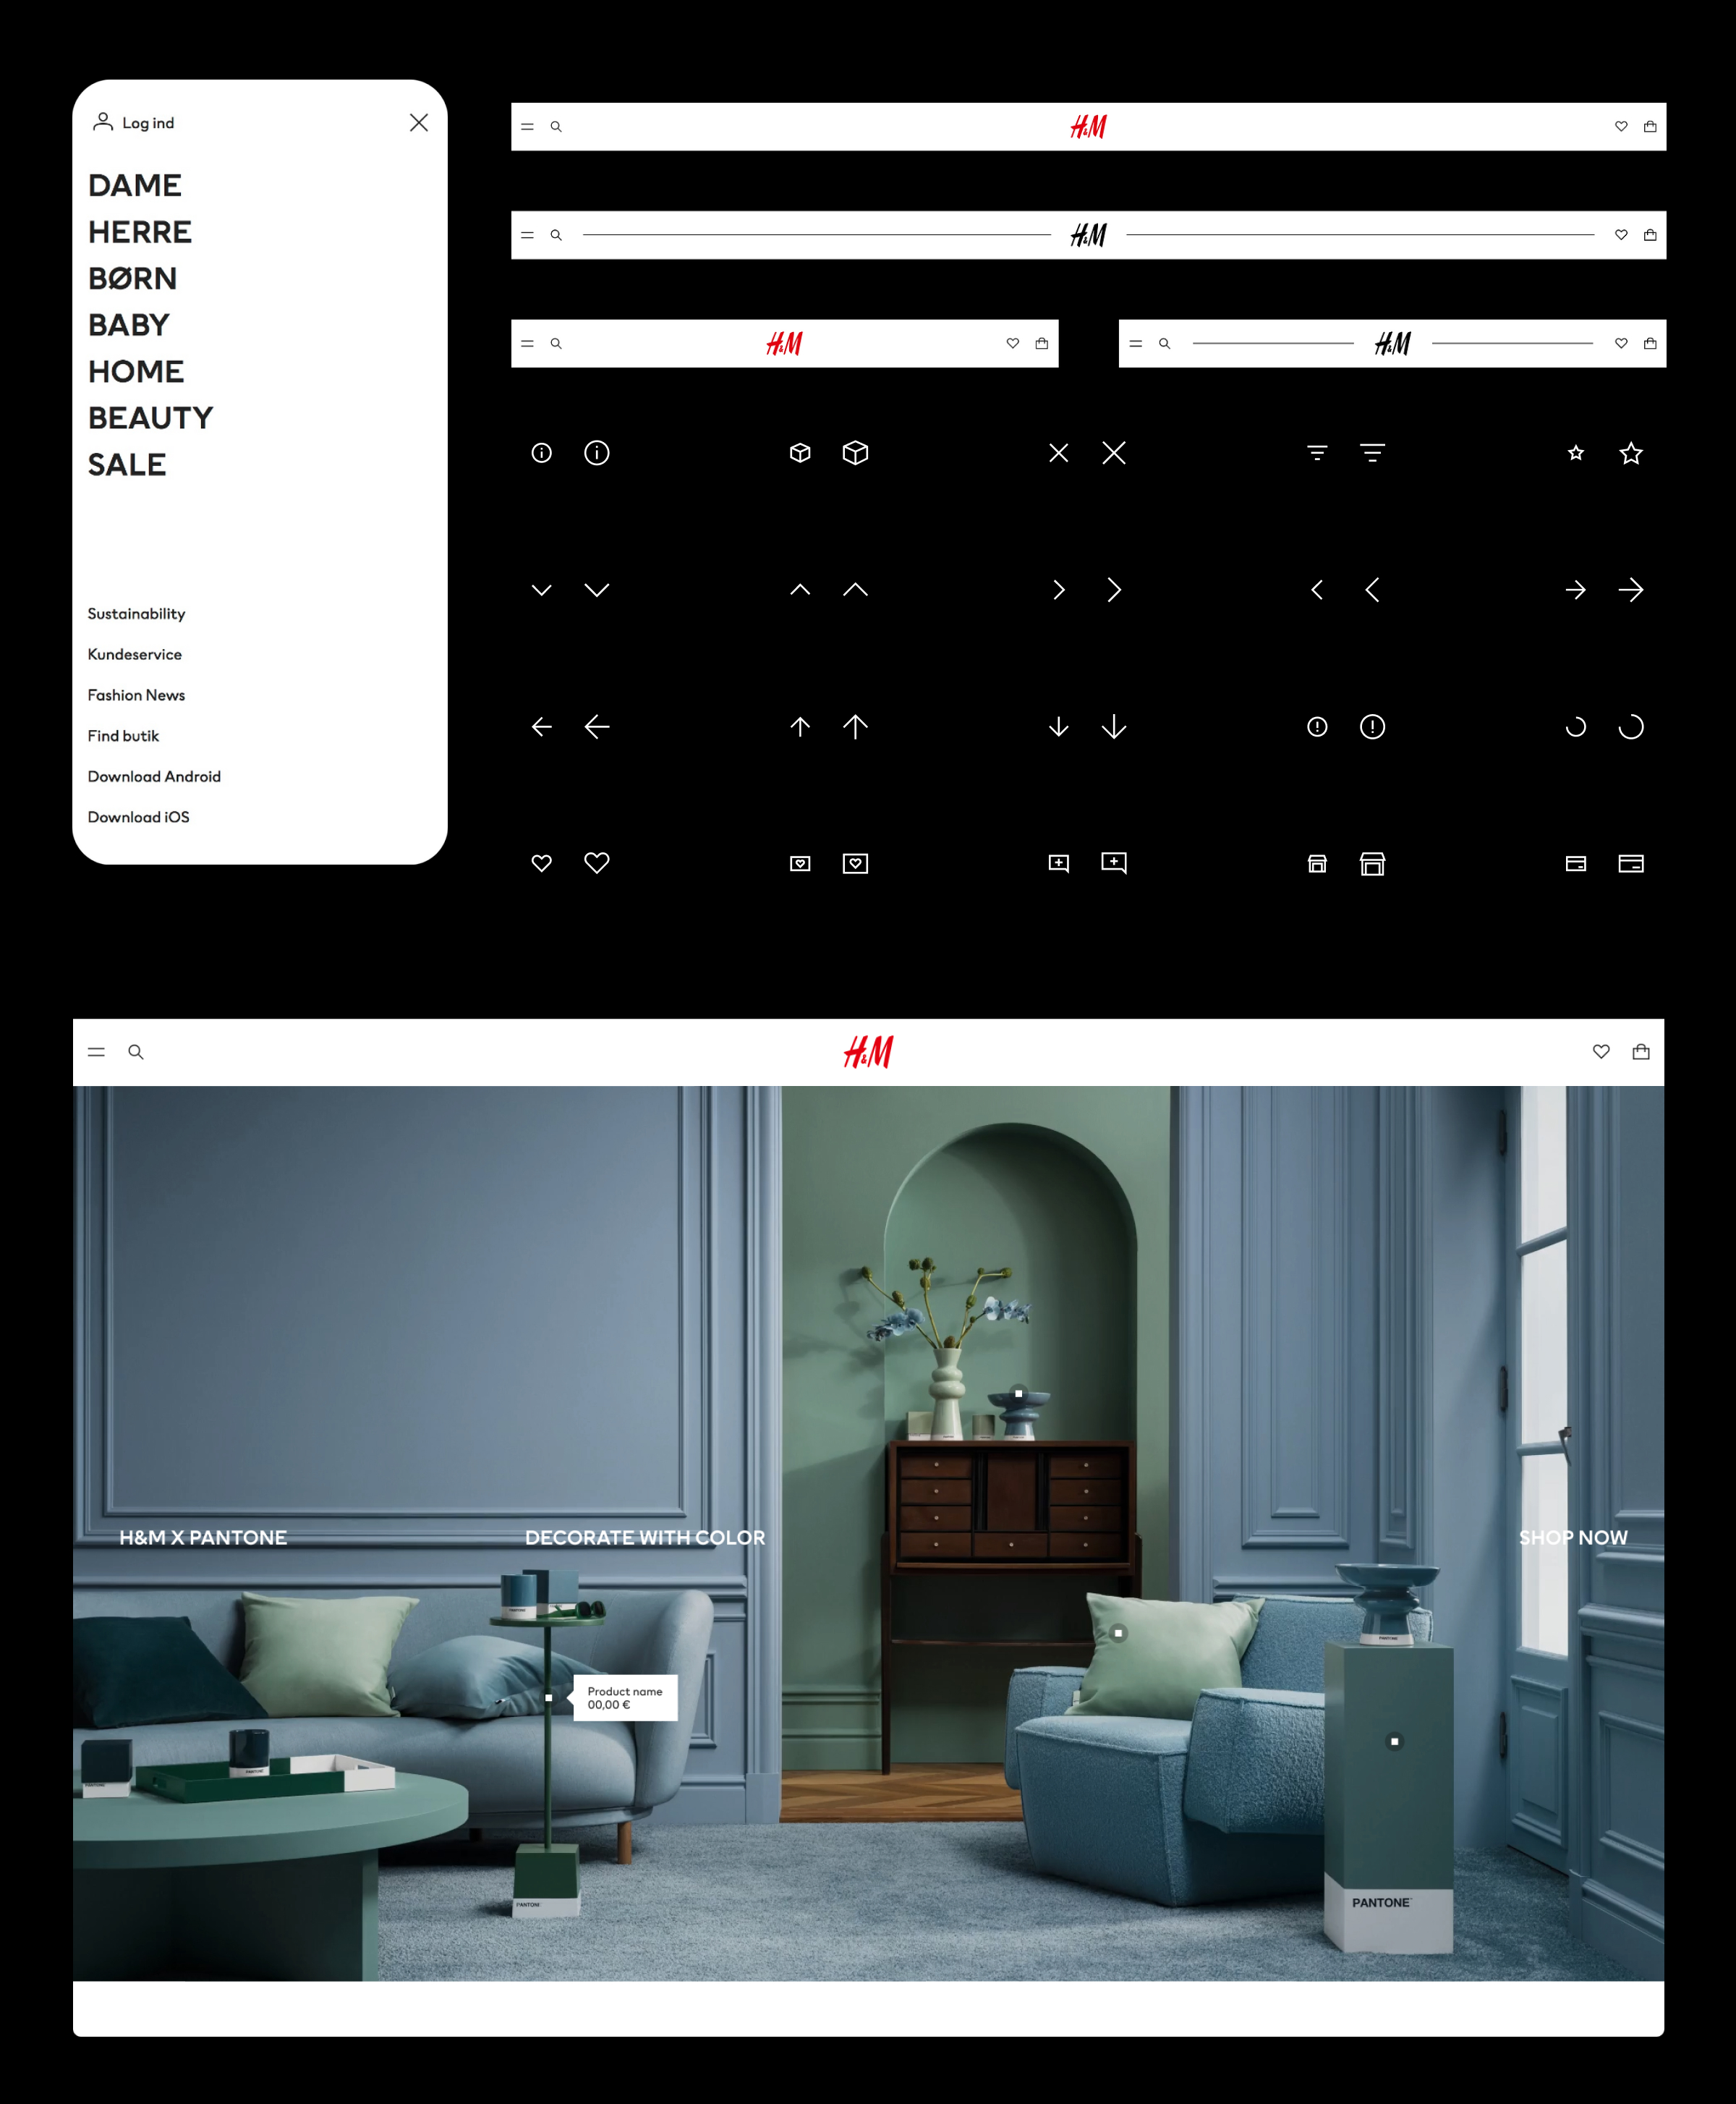 Log ind
DAME
HERRE
BØRN
BABY
HOME
BEAUTY
SALE
Sustainability
Kundeservice
Fashion News
Find butik
Download Android
Download iOS
H&M
H&M
H&M
H&M
H&M
H&M X PANTONE
DECORATE WITH COLOR
SHOP NOW
Product name
00,00 €
PANTONE
PANTONE
PANTONE